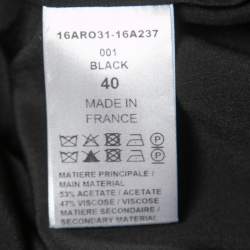 16ARO31-16A237
001
BLACK
40
MADE IN
FRANCE
MATIERE PRINCIPALE /
MAIN MATERIAL
53% ACETATE / ACETATE
47% VISCOSE / VISCOSE
MATIERE SECONDAIRE /
SECONDARY MATERIAL